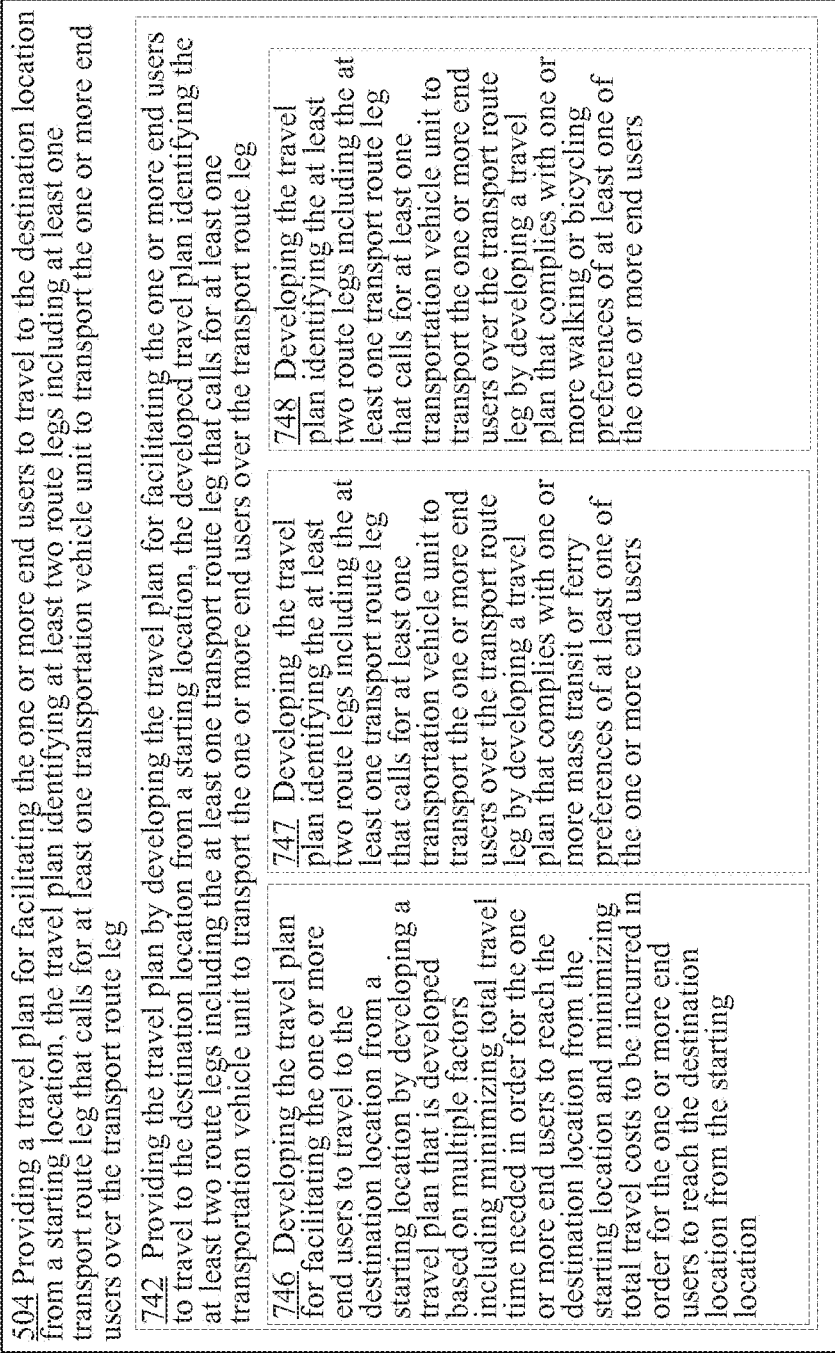 504 Providing a travel plan for facilitating the one or more end users to travel to the destination location
from a starting location, the travel plan identifying at least two route legs including at least one
transport route leg that calls for at least one transportation vehicle unit to transport the one or more end
users over the transport route leg
742 Providing the travel plan by developing the travel plan for facilitating the one or more end users
to travel to the destination location from a starting location, the developed travel plan identifying the
at least two route legs including the at least one transport route leg that calls for at least one
transportation vehicle unit to transport the one or more end users over the transport route leg
746 Developing the travel plan
for facilitating the one or more
end users to travel to the
destination location from a
starting location by developing a
travel plan that is developed
based on multiple factors
including minimizing total travel
time needed in order for the one
or more end users to reach the
destination location from the
starting location and minimizing
total travel costs to be incurred in
order for the one or more end
users to reach the destination
location from the starting
location
747 Developing the travel
plan identifying the at least
two route legs including the at
least one transport route leg
that calls for at least one
transportation vehicle unit to
transport the one or more end
users over the transport route
leg by developing a travel
plan that complies with one or
more mass transit or ferry
preferences of at least one of
the one or more end users
748 Developing the travel
plan identifying the at least
two route legs including the at
least one transport route leg
that calls for at least one
transportation vehicle unit to
transport the one or more end
users over the transport route
leg by developing a travel
plan that complies with one or
more walking or bicycling
preferences of at least one of
the one or more end users